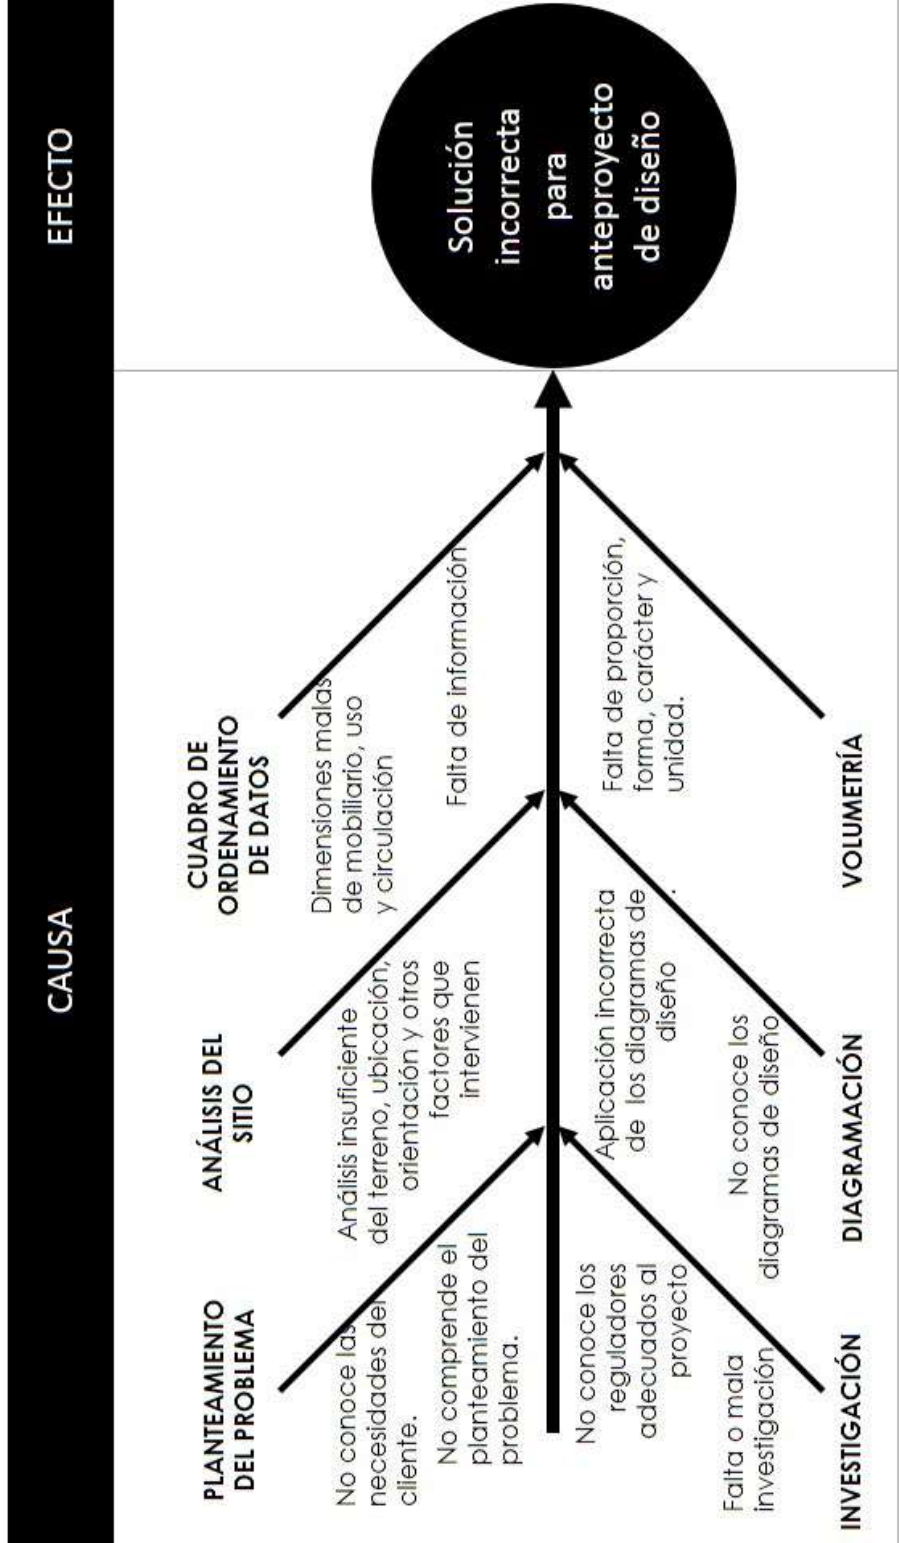 CAUSA
EFECTO
PLANTEAMIENTO
DEL PROBLEMA
ANÁLISIS DEL
SITIO
CUADRO DE
ORDENAMIENTO
DE DATOS
No conoce las
necesidades del
cliente.
No comprende el
planteamiento del
problema.
Análisis insuficiente
del terreno, ubicación,
orientación y otros
factores que
intervienen
Dimensiones malas
de mobiliario, uso
y circulación
Falta de información
Solución
incorrecta
para
anteproyecto
de diseño
No conoce los
reguladores
adecuados al
proyecto
Falta o mala
investigación
Aplicación incorrecta
de los diagramas de
diseño
.
No conoce los
diagramas de diseño
Falta de proporción,
forma, carácter y
unidad.
INVESTIGACIÓN
DIAGRAMACIÓN
VOLUMETRÍA